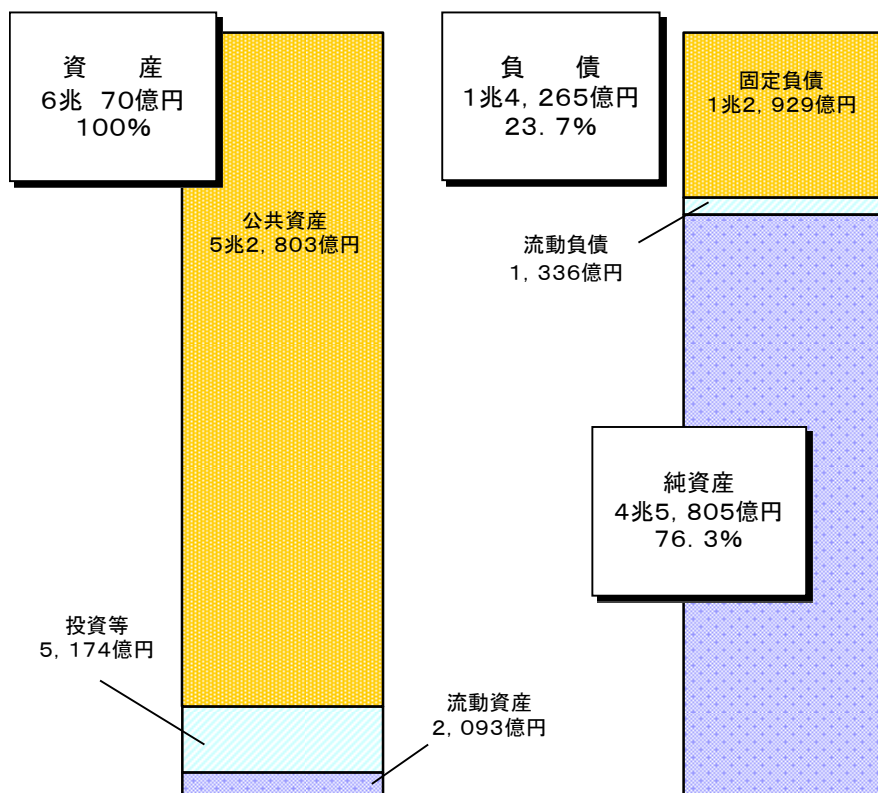 資　　産
6兆　70億円
100%
公共資産
5兆2, 803億円
投資等
5, 174億円
流動資産
2, 093億円
負　　債
1兆4, 265億円
23. 7%
固定負債
1兆2, 929億円
流動負債
1, 336億円
純資産
4兆5, 805億円
76. 3%